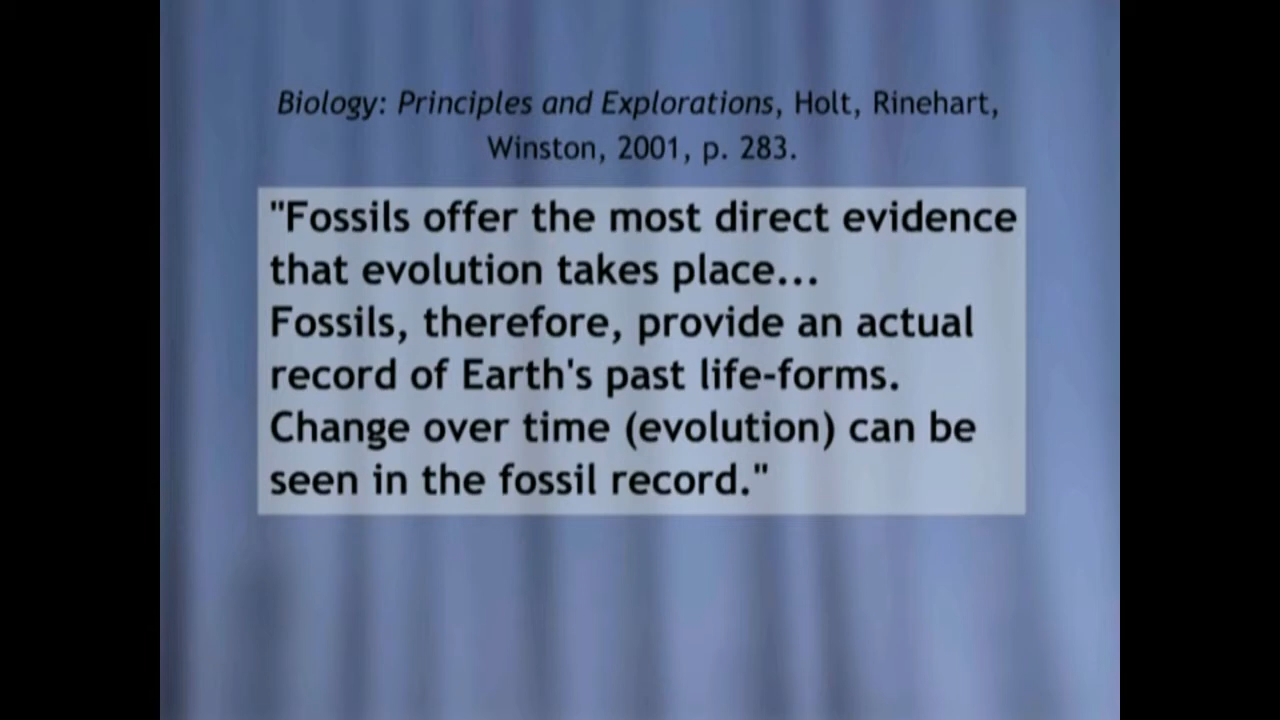 Biology: Principles and Explorations, Holt, Rinehart,
Winston, 2001, p. 283.
"Fossils offer the most direct evidence
that evolution takes place...
Fossils, therefore, provide an actual
record of Earth's past life-forms.
Change over time (evolution) can be
seen in the fossil record."